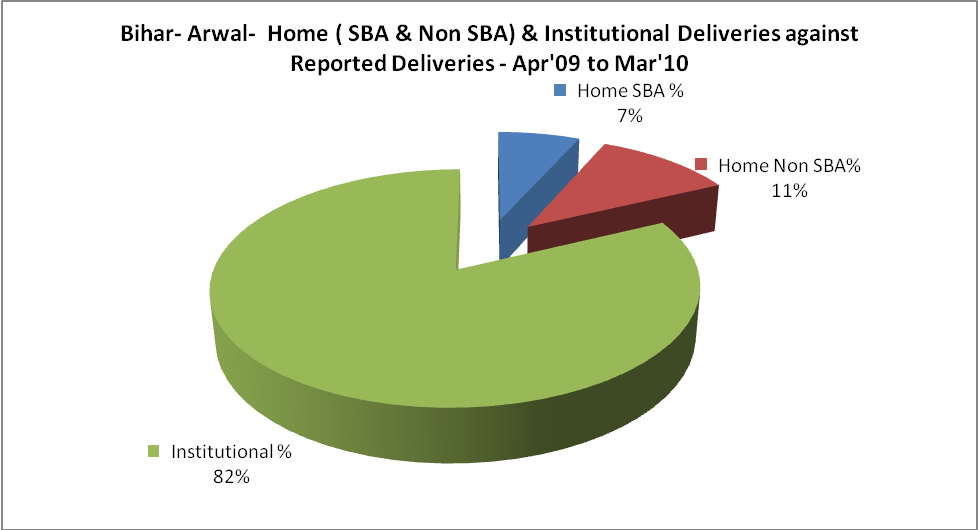 Bihar- Arwal-  Home ( SBA & Non SBA) & Institutional Deliveries against
Reported Deliveries - Apr'09 to Mar'10
Home SBA %
7%
Home Non SBA%
11%
Institutional %
82%